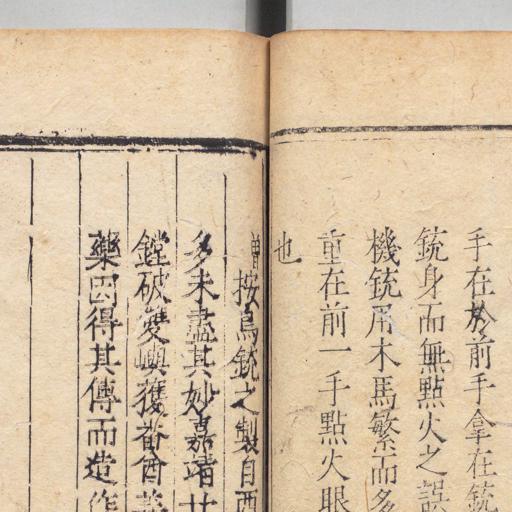 手在於前手拿在銃
銃身而無點火之誤
機銃用木馬繁而多
重在前一手點火眼
也
曾按鳥銃之製自酉
多未盡其妙嘉靖廿
鏜破雙嶼獲番酋善
藥因得其傳而造作